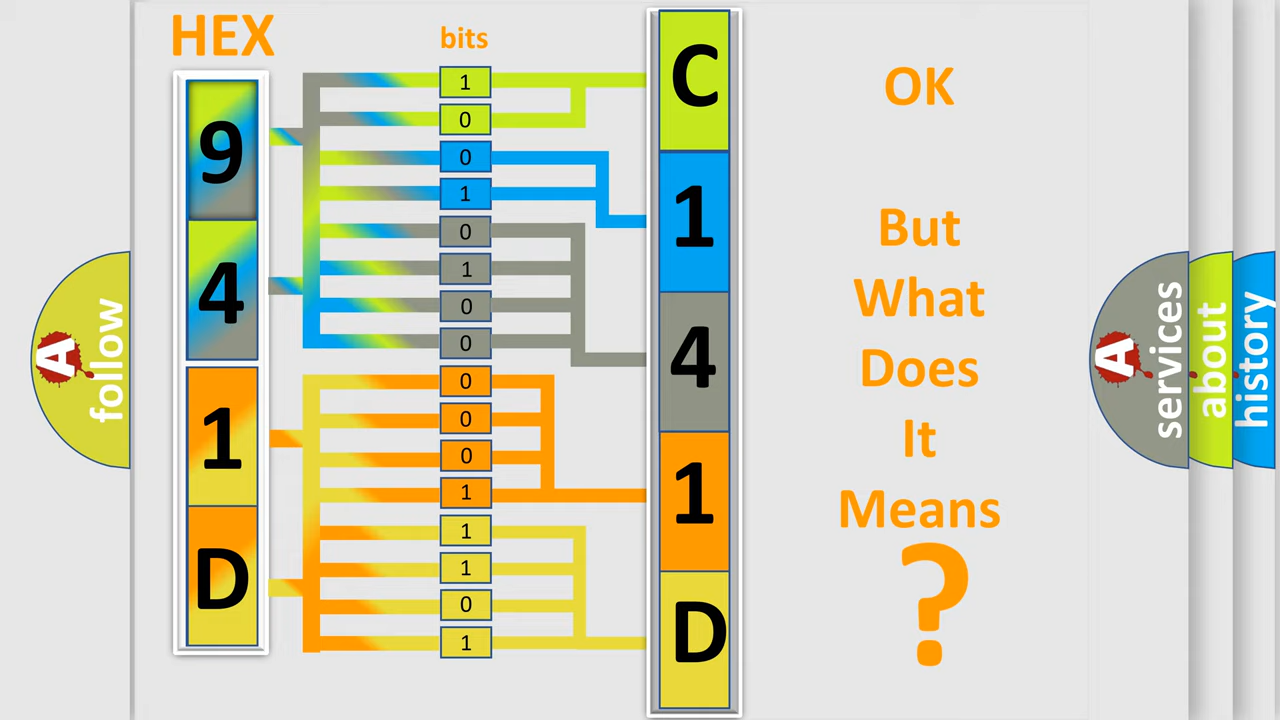 HEX
bits
9
4
1
D
1
0
0
1
0
1
0
0
0
0
0
1
1
1
0
1
C
1
4
1
D
OK
But
What
Does
It
Means
?
A
follow
A
services
about
history